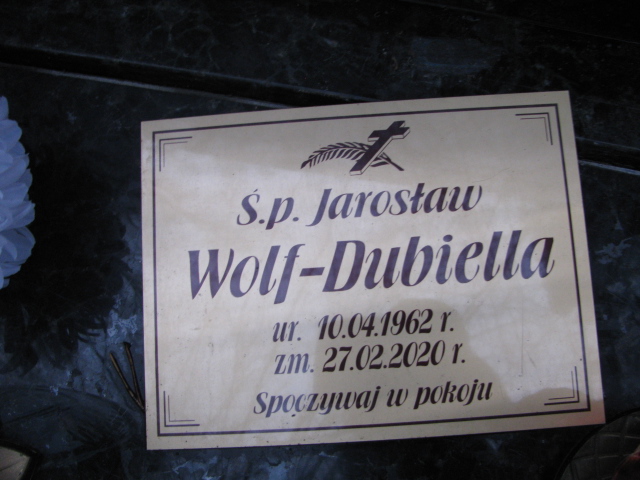 Ś.p. Jarosław
Wolf-Dubiella
ur. 10.04.1962 r.
zm. 27.02.2020 r.
Spoczywaj w pokoju